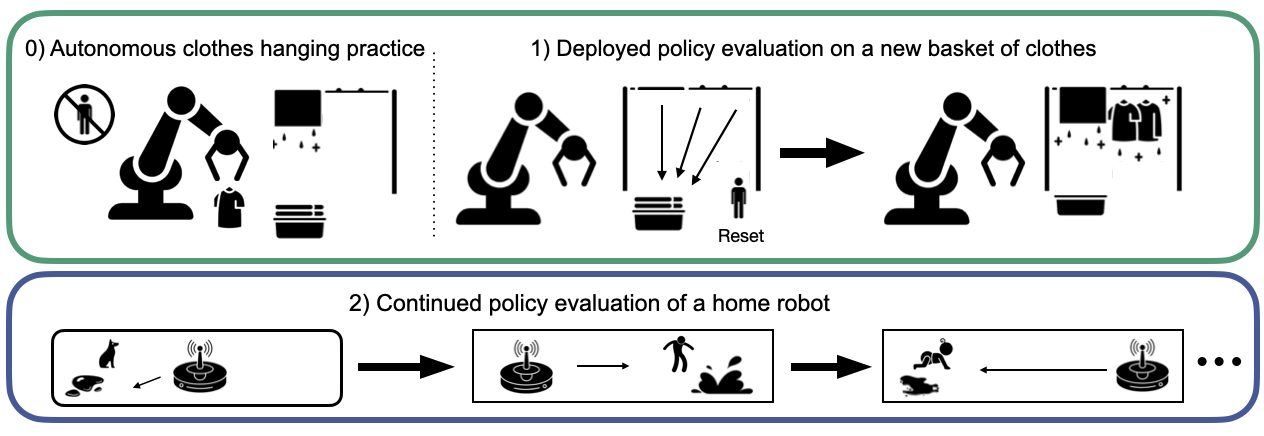 0) Autonomous clothes hanging practice
1) Deployed policy evaluation on a new basket of clothes
Reset
2) Continued policy evaluation of a home robot